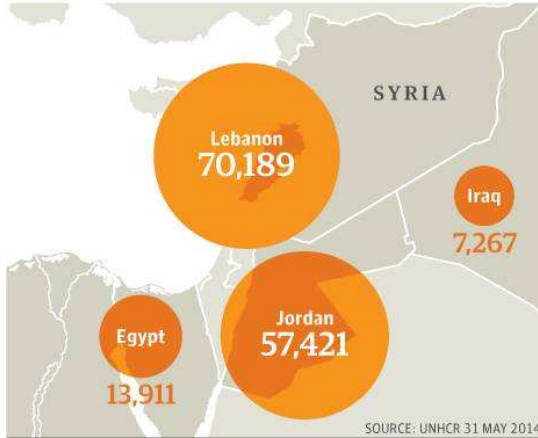 SYRIA
Lebanon
70,189
Iraq
7,267
Jordan
57,421
Egypt
13,911
SOURCE: UNHCR 31 MAY 2014